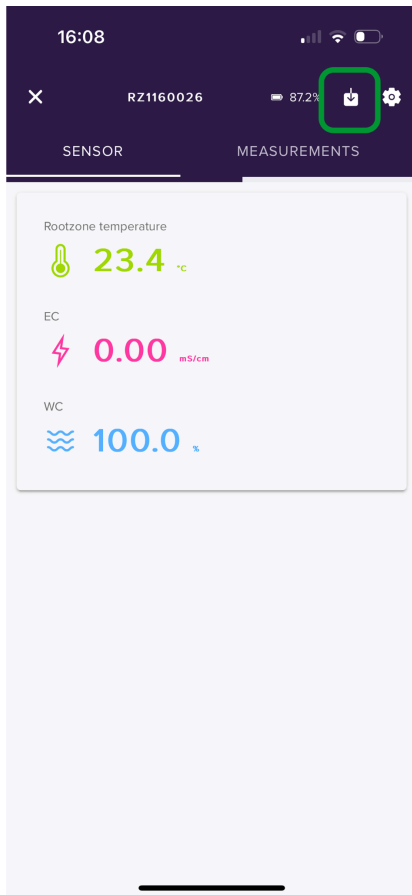 16:08
RZ1160026 87.2%
SENSOR MEASUREMENTS
Rootzone temperature
23.4 °C
EC
0.00 mS/cm
WC
100.0 %